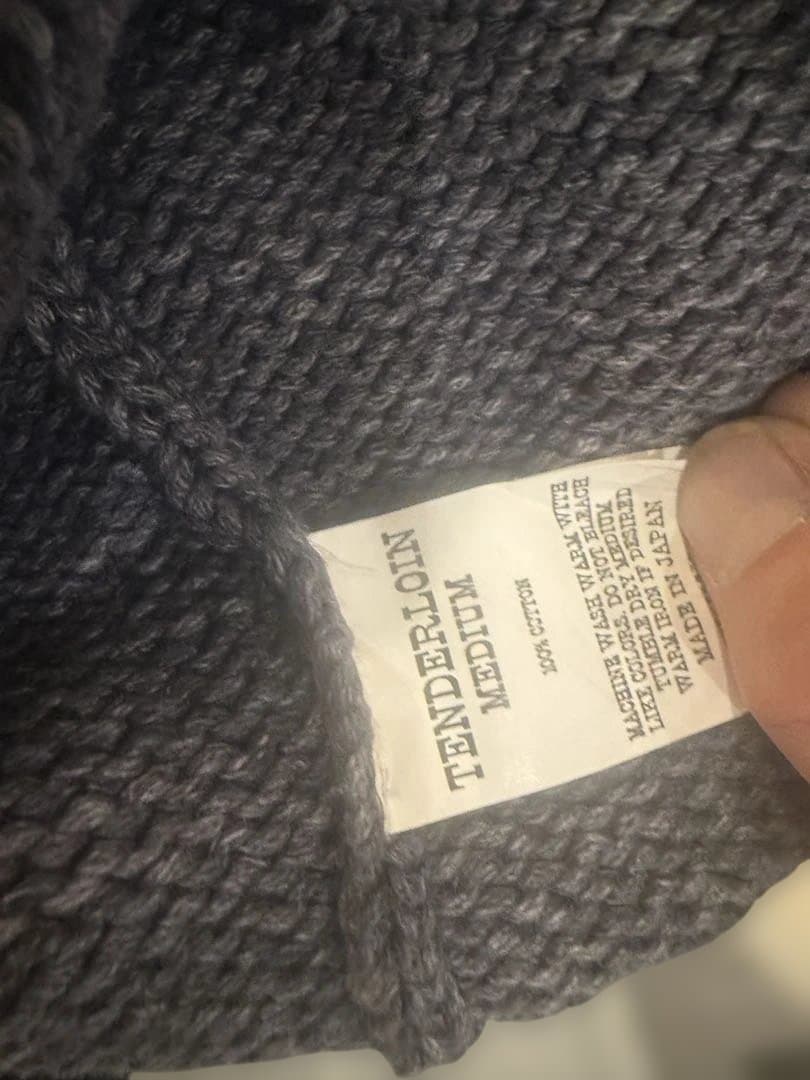 TENDERLOIN
MEDIUM
100% COTTON
MACHINE WASH WARM WITH
LIKE COLORS. DO NOT BLEACH
TUMBLE DRY MEDIUM
WARM IRON IF DESIRED
MADE IN JAPAN